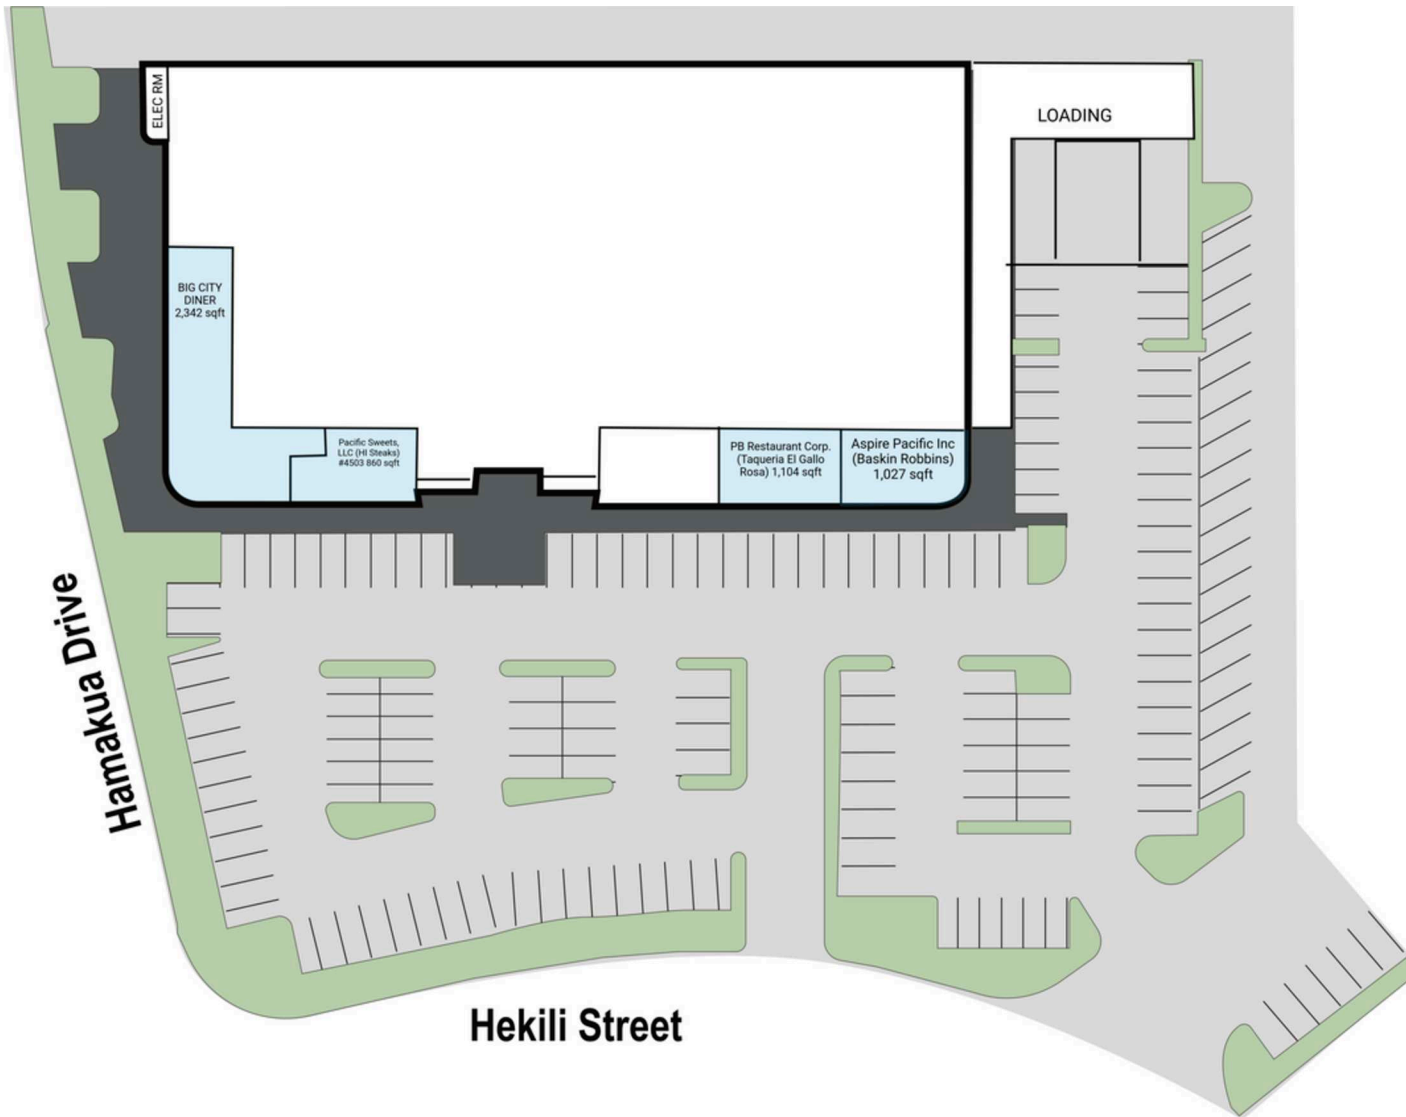 ELEC RM
LOADING
BIG CITY
DINER
2,342 sqft
Pacific Sweets,
LLC (HI Steaks)
#4503 860 sqft
PB Restaurant Corp.
(Taqueria El Gallo
Rosa) 1,104 sqft
Aspire Pacific Inc
(Baskin Robbins)
1,027 sqft
Hamakua Drive
Hekili Street